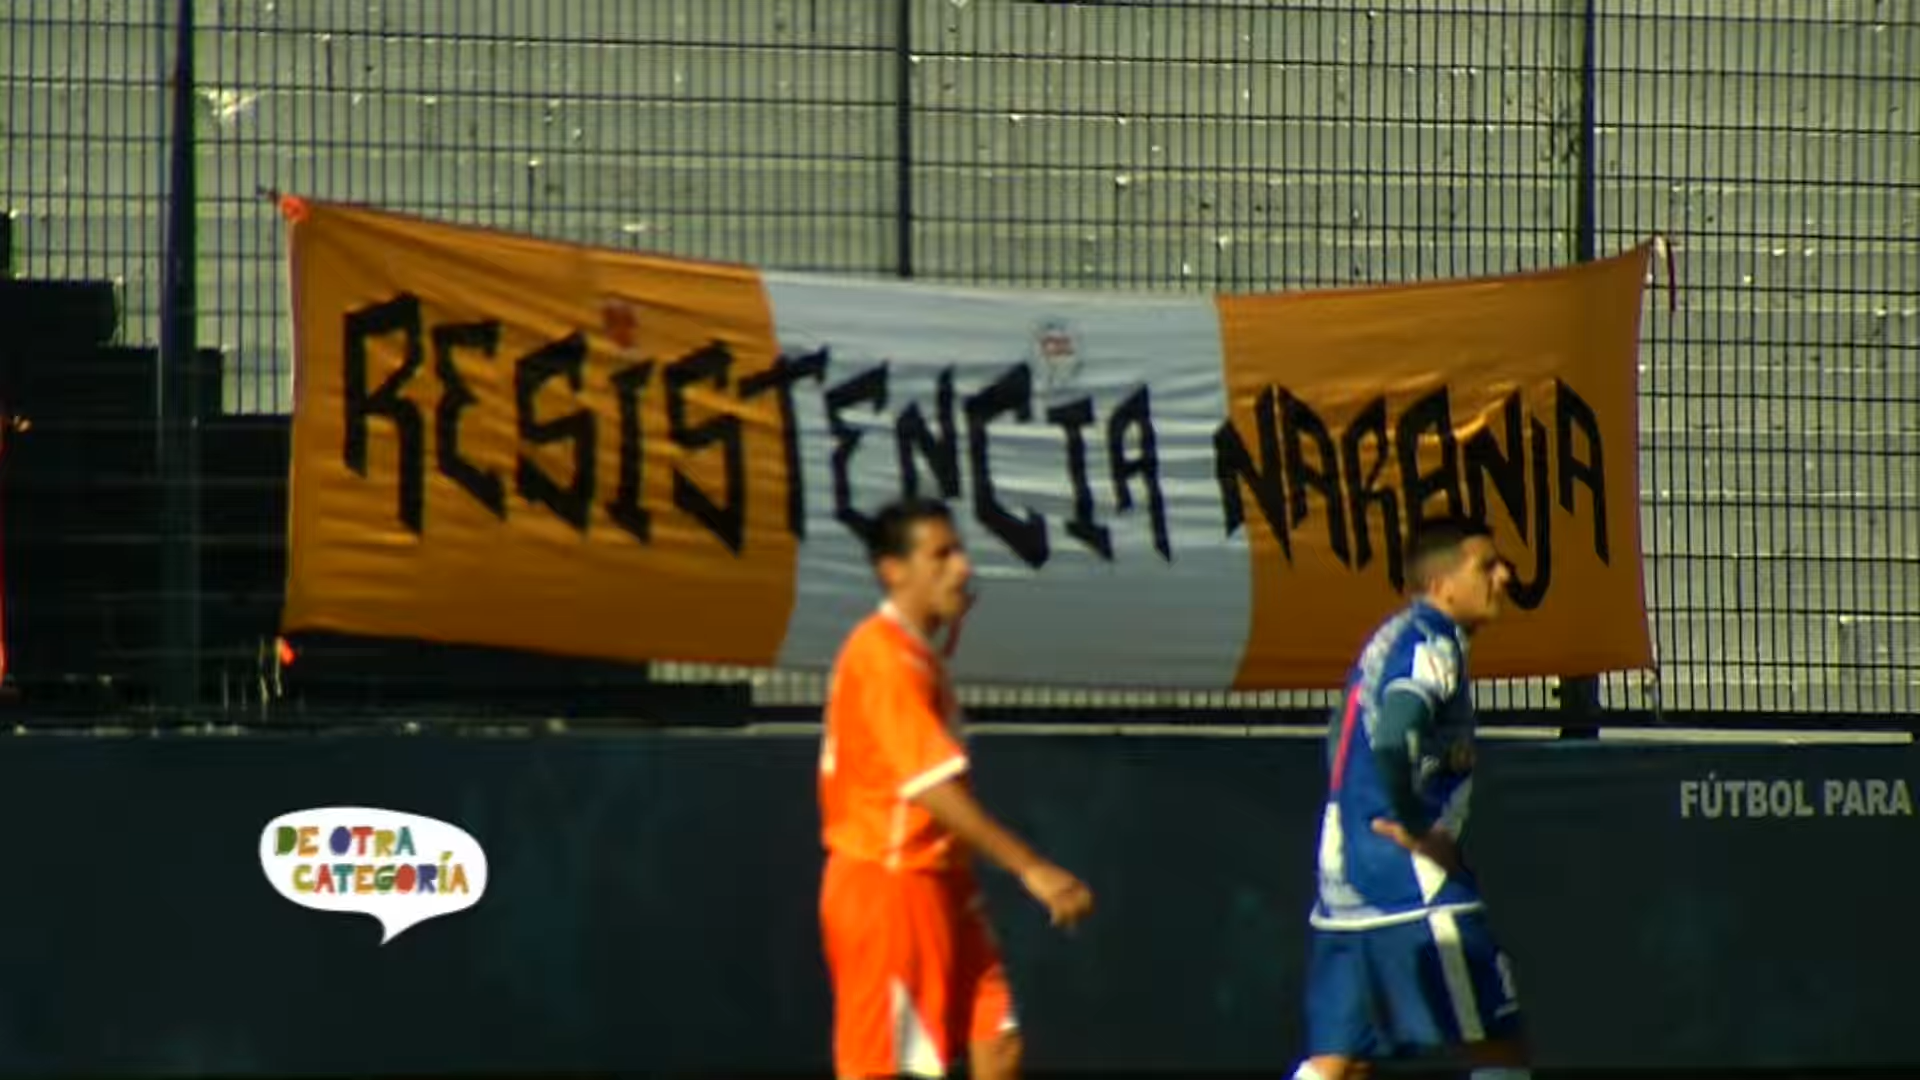 RESISTENCIA NARANJA
FÚTBOL PARA
DE OTRA
CATEGORÍA